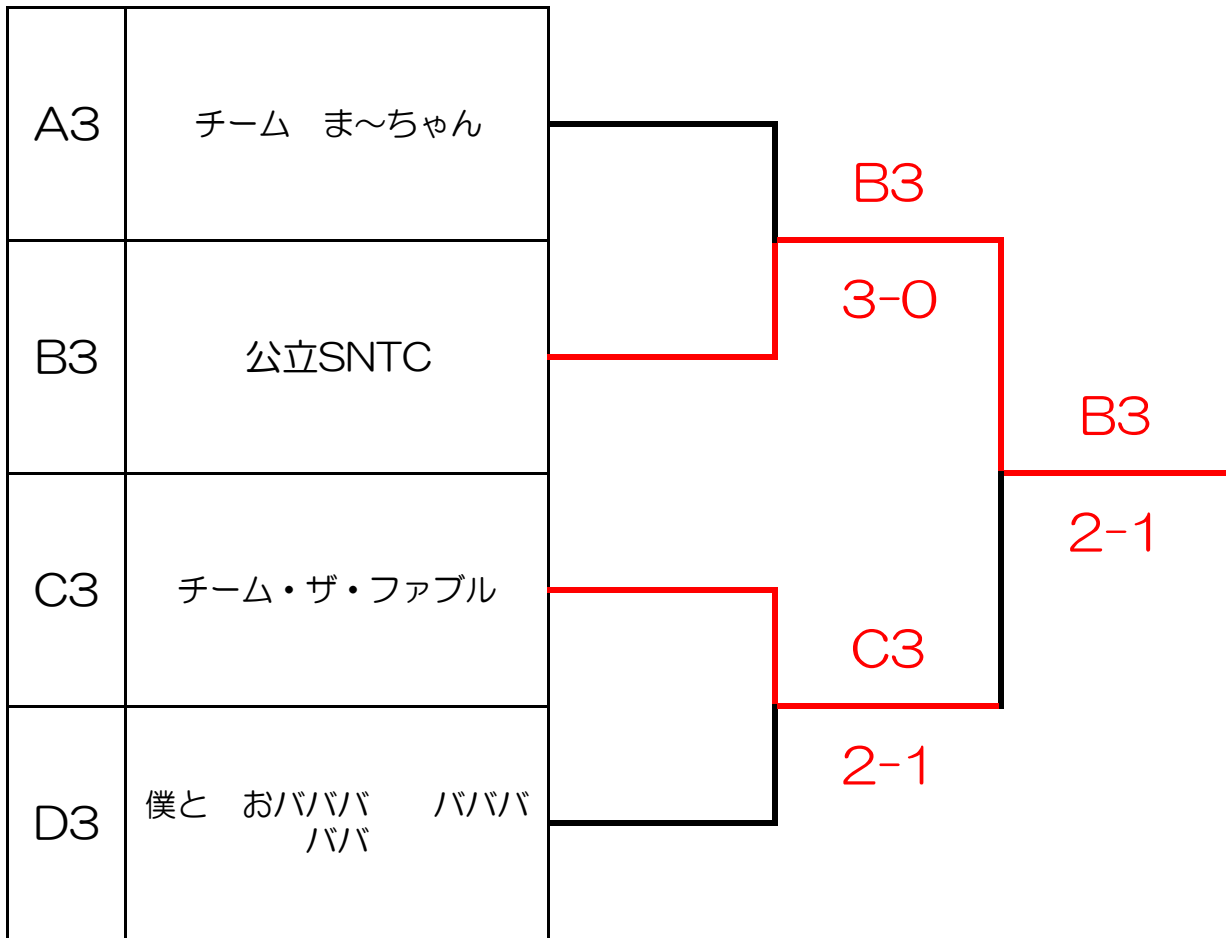 A3 チーム　ま～ちゃん
B3
3-0
B3 公立SNTC
B3
2-1
C3 チーム・ザ・ファブル
C3
2-1
D3 僕と　おバババ　　バババ
ババ